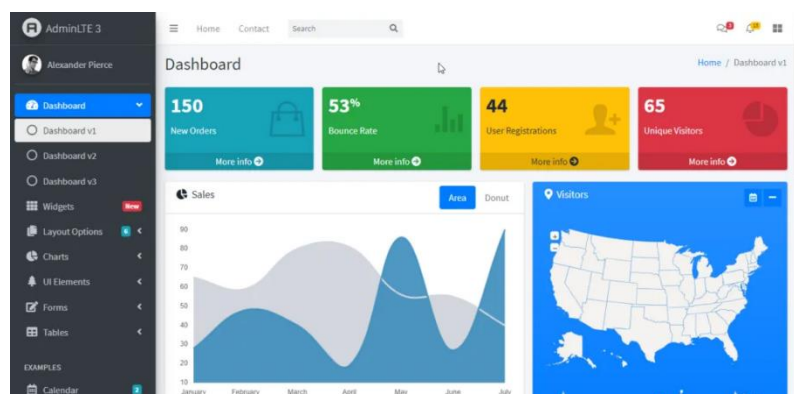 AdminLTE 3
Alexander Pierce
Dashboard
Dashboard v1
Dashboard v2
Dashboard v3
Widgets New
Layout Options 6
Charts
UI Elements
Forms
Tables
EXAMPLES
Calendar 2
Home Contact Search
Dashboard
Home / Dashboard v1
150
New Orders
More info
53%
Bounce Rate
More info
44
User Registrations
More info
65
Unique Visitors
More info
Sales
Area Donut
90
80
70
60
50
40
30
20
10
January February March April May June July
Visitors
+
−